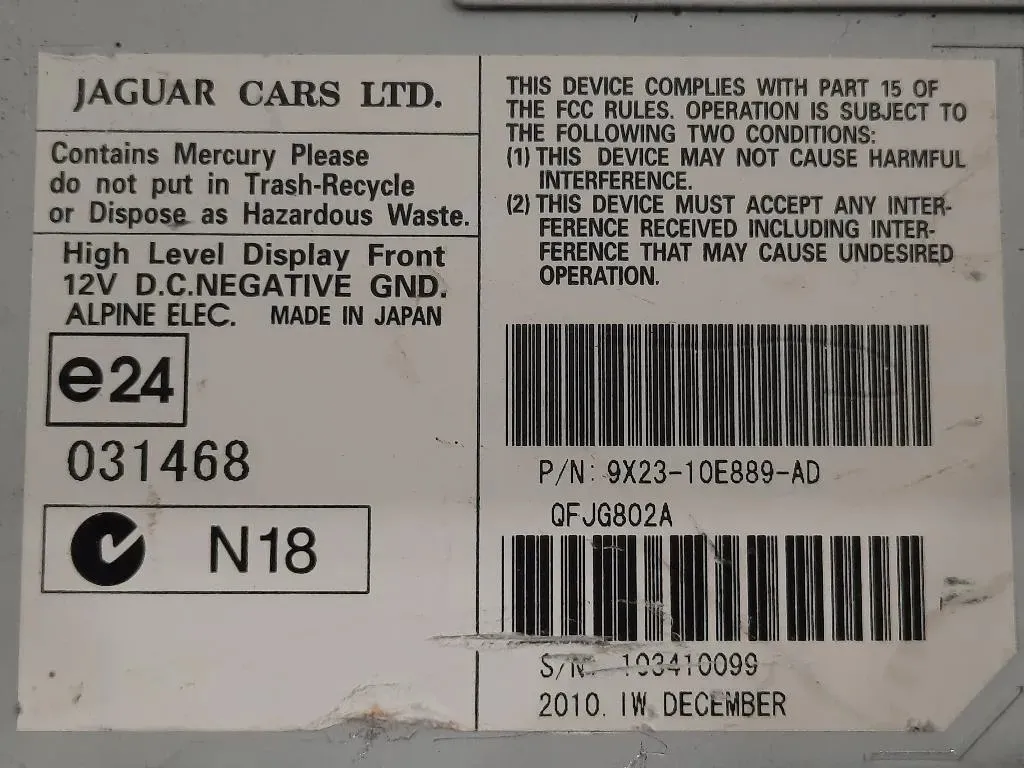 JAGUAR CARS LTD.
Contains Mercury Please
do not put in Trash-Recycle
or Dispose as Hazardous Waste.
High Level Display Front
12V D.C.NEGATIVE GND.
ALPINE ELEC. MADE IN JAPAN
e24
031468
N18
THIS DEVICE COMPLIES WITH PART 15 OF
THE FCC RULES. OPERATION IS SUBJECT TO
THE FOLLOWING TWO CONDITIONS:
(1) THIS DEVICE MAY NOT CAUSE HARMFUL
INTERFERENCE.
(2) THIS DEVICE MUST ACCEPT ANY INTER-
FERENCE RECEIVED INCLUDING INTER-
FERENCE THAT MAY CAUSE UNDESIRED
OPERATION.
P/N: 9X23-10E889-AD
QFJG802A
S/N. 103410099
2010. 1W. DECEMBER